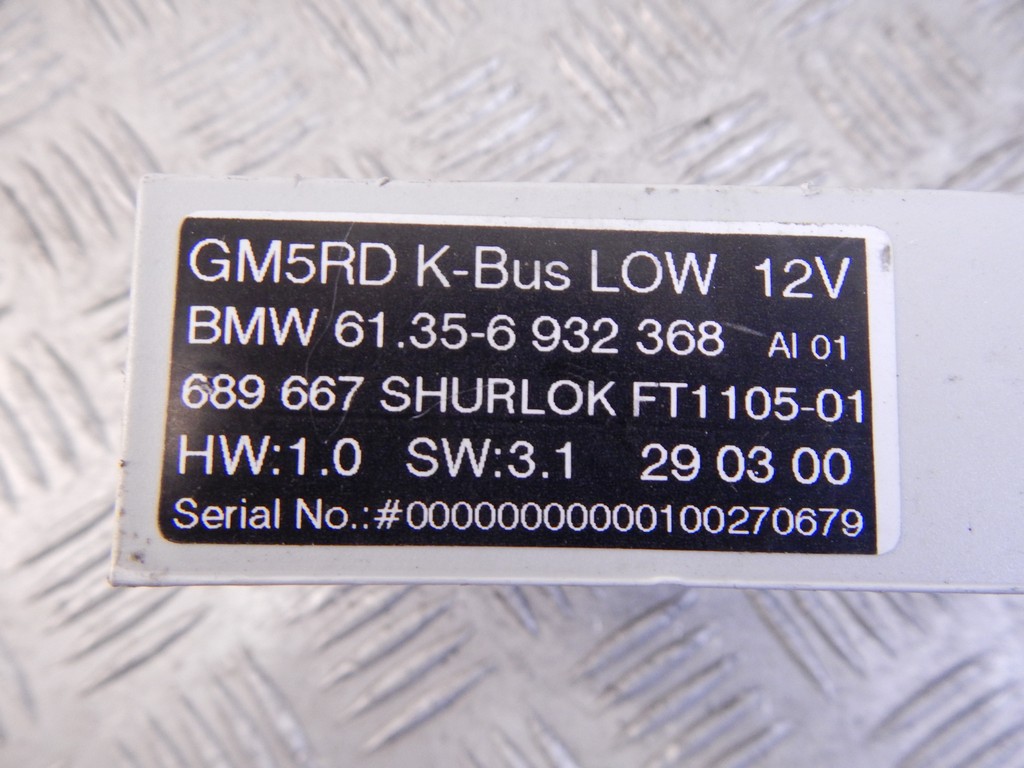 GM5RD K-Bus LOW 12V
BMW 61.35-6 932 368 AI 01
689 667 SHURLOK FT1105-01
HW:1.0 SW:3.1 29 03 00
Serial No.:#00000000000100270679